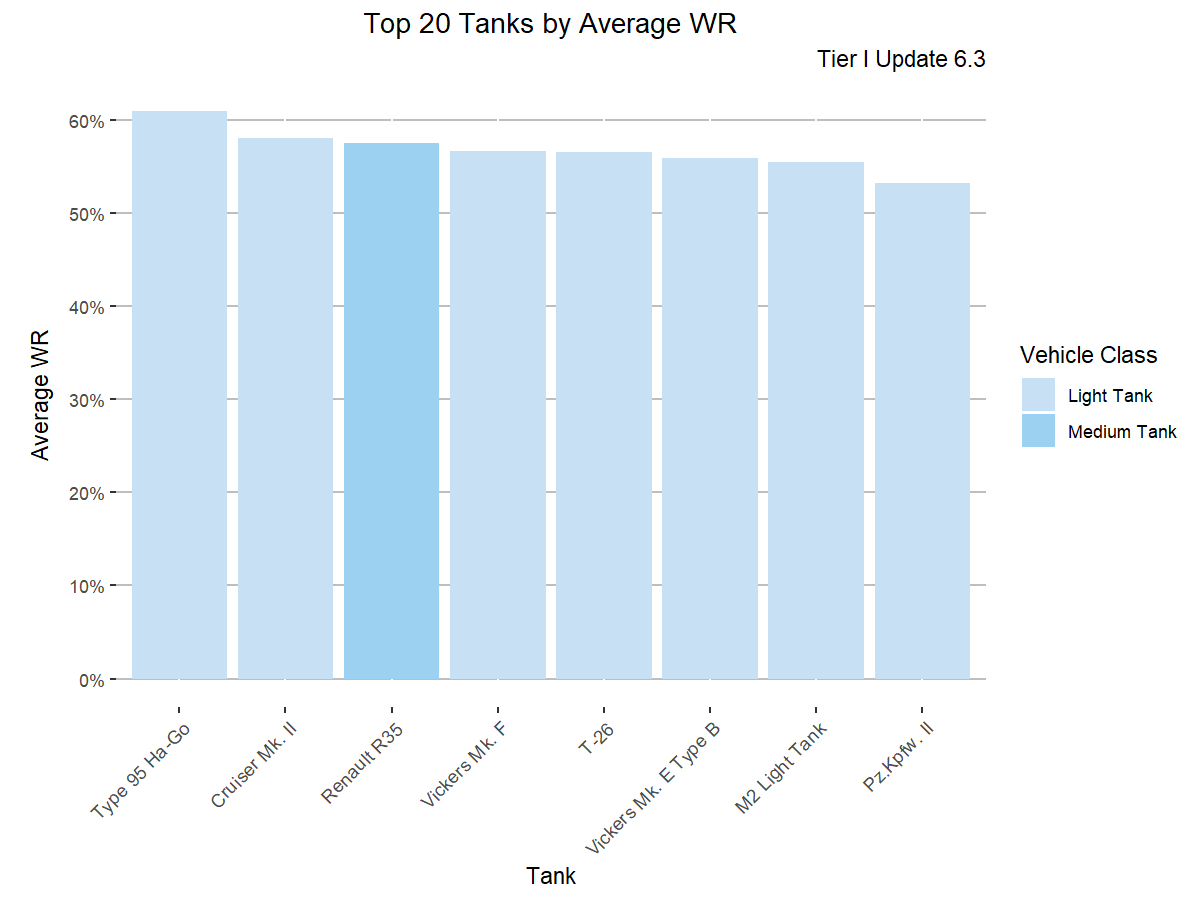 Top 20 Tanks by Average WR
Tier I Update 6.3
60%
50%
40%
30%
20%
10%
0%
Average WR
Type 95 Ha-Go
Cruiser Mk. II
Renault R35
Vickers Mk. F
T-26
Vickers Mk. E Type B
M2 Light Tank
Pz.Kpfw. II
Tank
Vehicle Class
Light Tank
Medium Tank